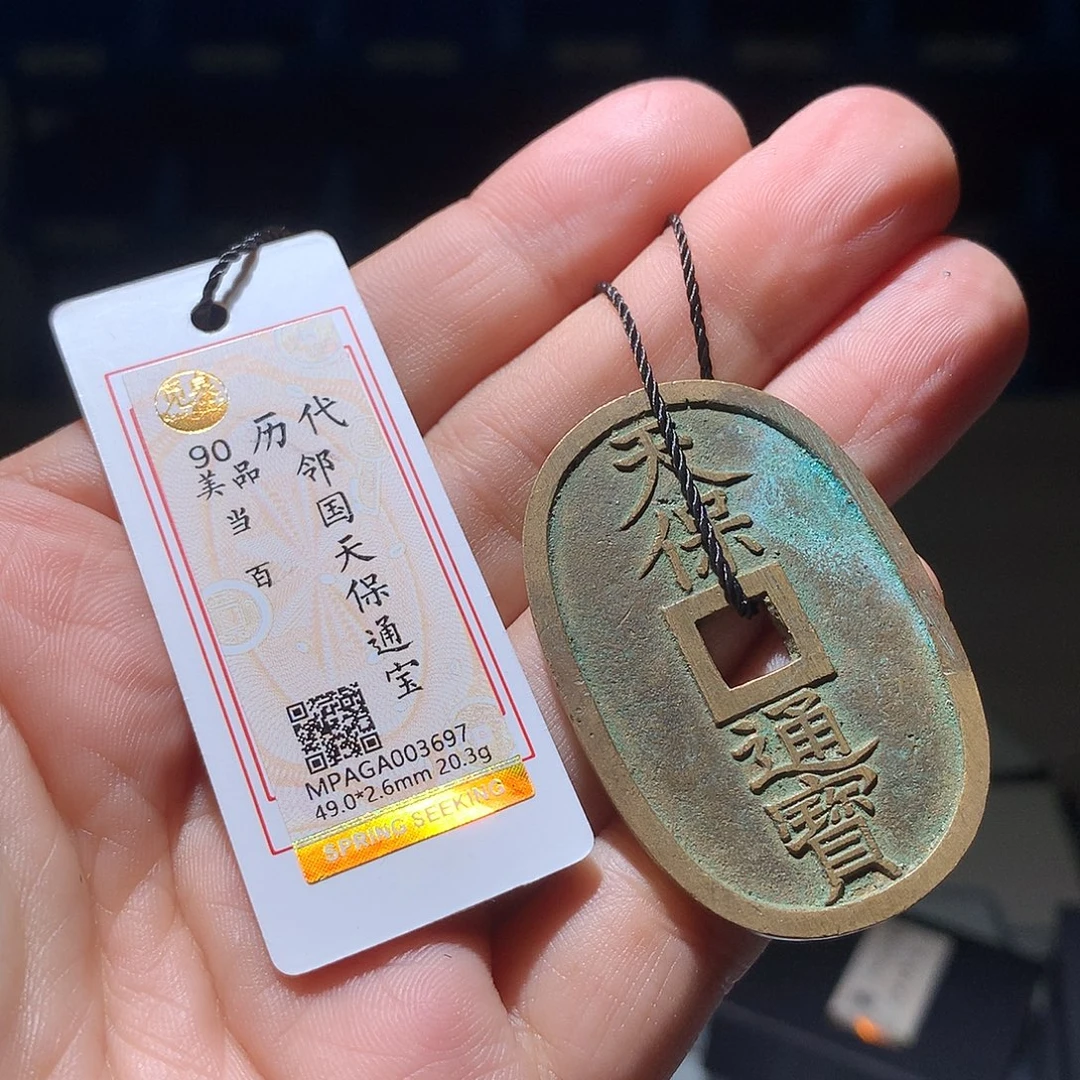 历代邻国天保通宝
90
美品
当百
MPAGA003697
49.0*2.6mm 20.3g
SPRING SEEKING
天保
通寳